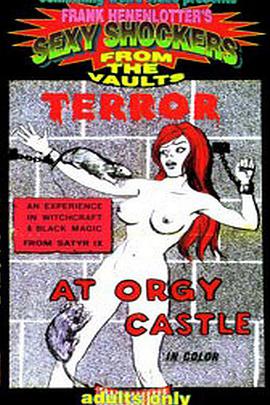 FRANK HENENLOTTER'S
SEXY SHOCKERS
FROM
THE
VAULTS
TERROR
AN EXPERIENCE
IN WITCHCRAFT
& BLACK MAGIC
FROM SATYR IX
AT ORGY
CASTLE
IN COLOR
adults only